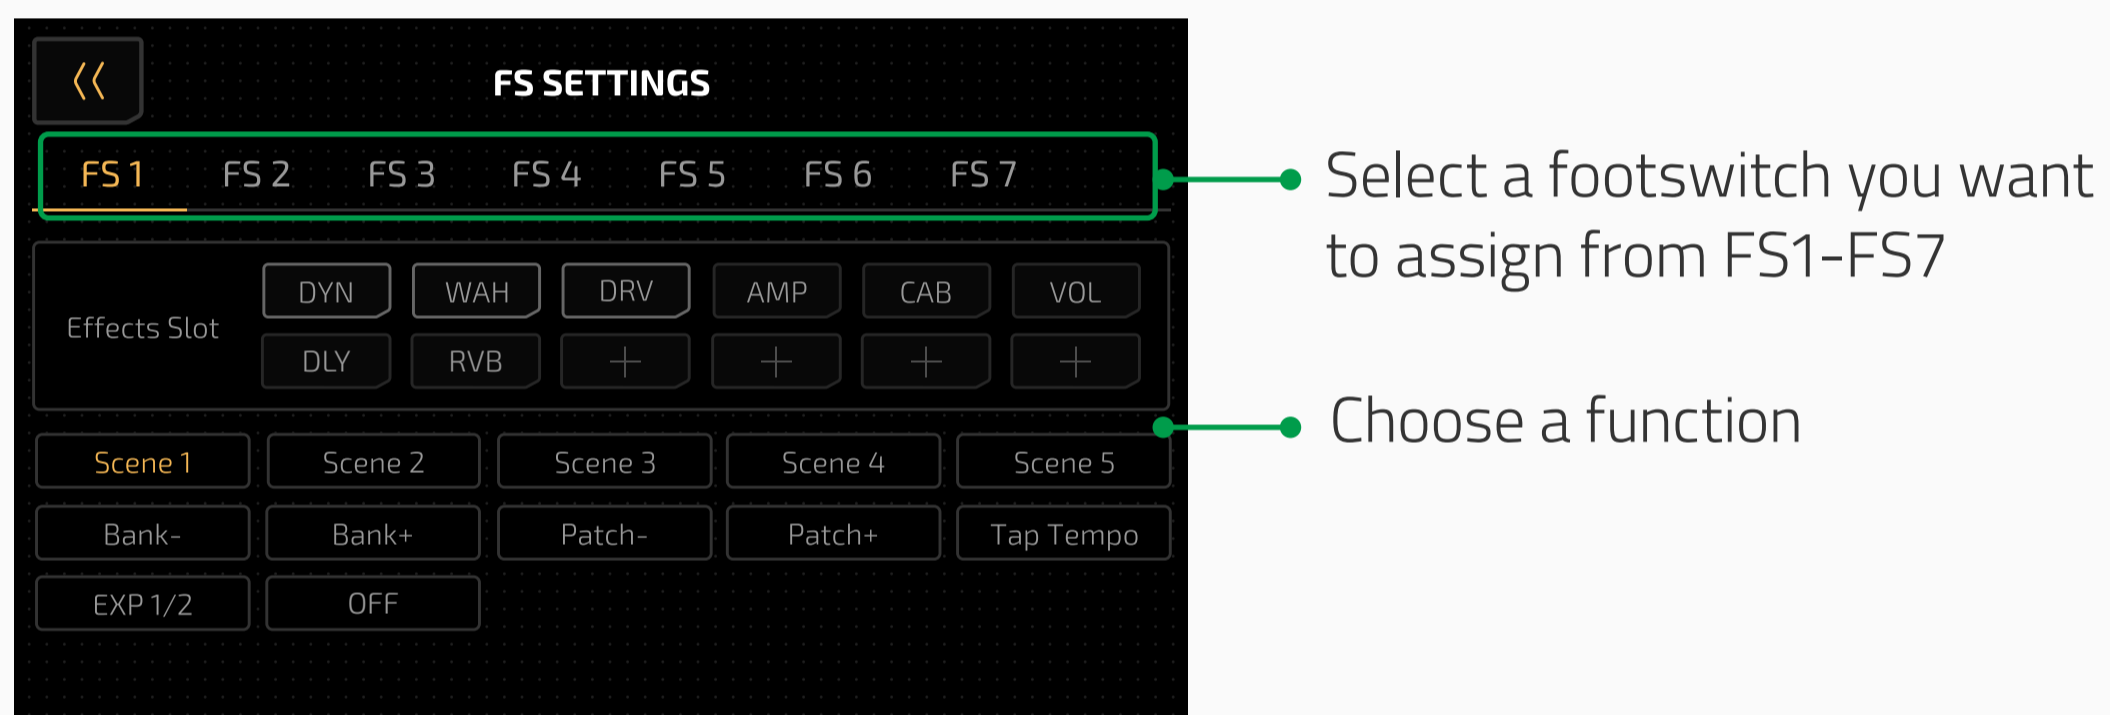 FS SETTINGS
FS 1 FS 2 FS 3 FS 4 FS 5 FS 6 FS 7
Select a footswitch you want
to assign from FS1-FS7
Effects Slot
DYN WAH DRV AMP CAB VOL
DLY RVB + + + +
Choose a function
Scene 1 Scene 2 Scene 3 Scene 4 Scene 5
Bank- Bank+ Patch- Patch+ Tap Tempo
EXP 1/2 OFF